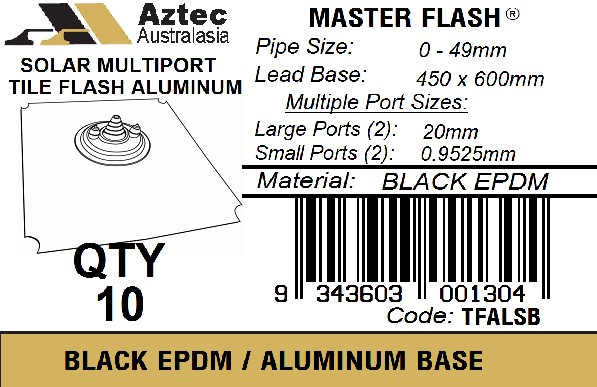 Aztec
Australasia
SOLAR MULTIPORT
TILE FLASH ALUMINUM
QTY
10
MASTER FLASH ®
Pipe Size: 0 - 49mm
Lead Base: 450 x 600mm
Multiple Port Sizes:
Large Ports (2): 20mm
Small Ports (2): 0.9525mm
Material: BLACK EPDM
9 343603 001304
Code: TFALSB
BLACK EPDM / ALUMINUM BASE